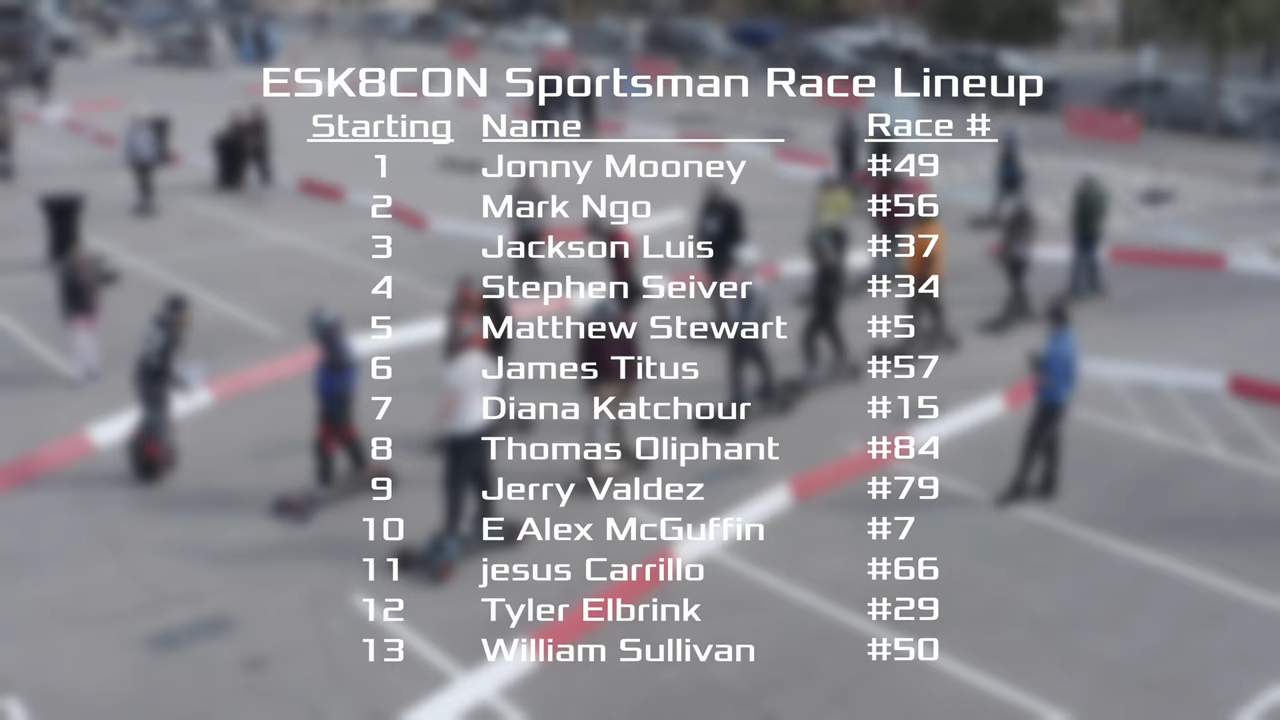 ESK8CON Sportsman Race Lineup
Starting Name Race #
1 Jonny Mooney #49
2 Mark Ngo #56
3 Jackson Luis #37
4 Stephen Seiver #34
5 Matthew Stewart #5
6 James Titus #57
7 Diana Katchour #15
8 Thomas Oliphant #84
9 Jerry Valdez #79
10 E Alex McGuffin #7
11 jesus Carrillo #66
12 Tyler Elbrink #29
13 William Sullivan #50